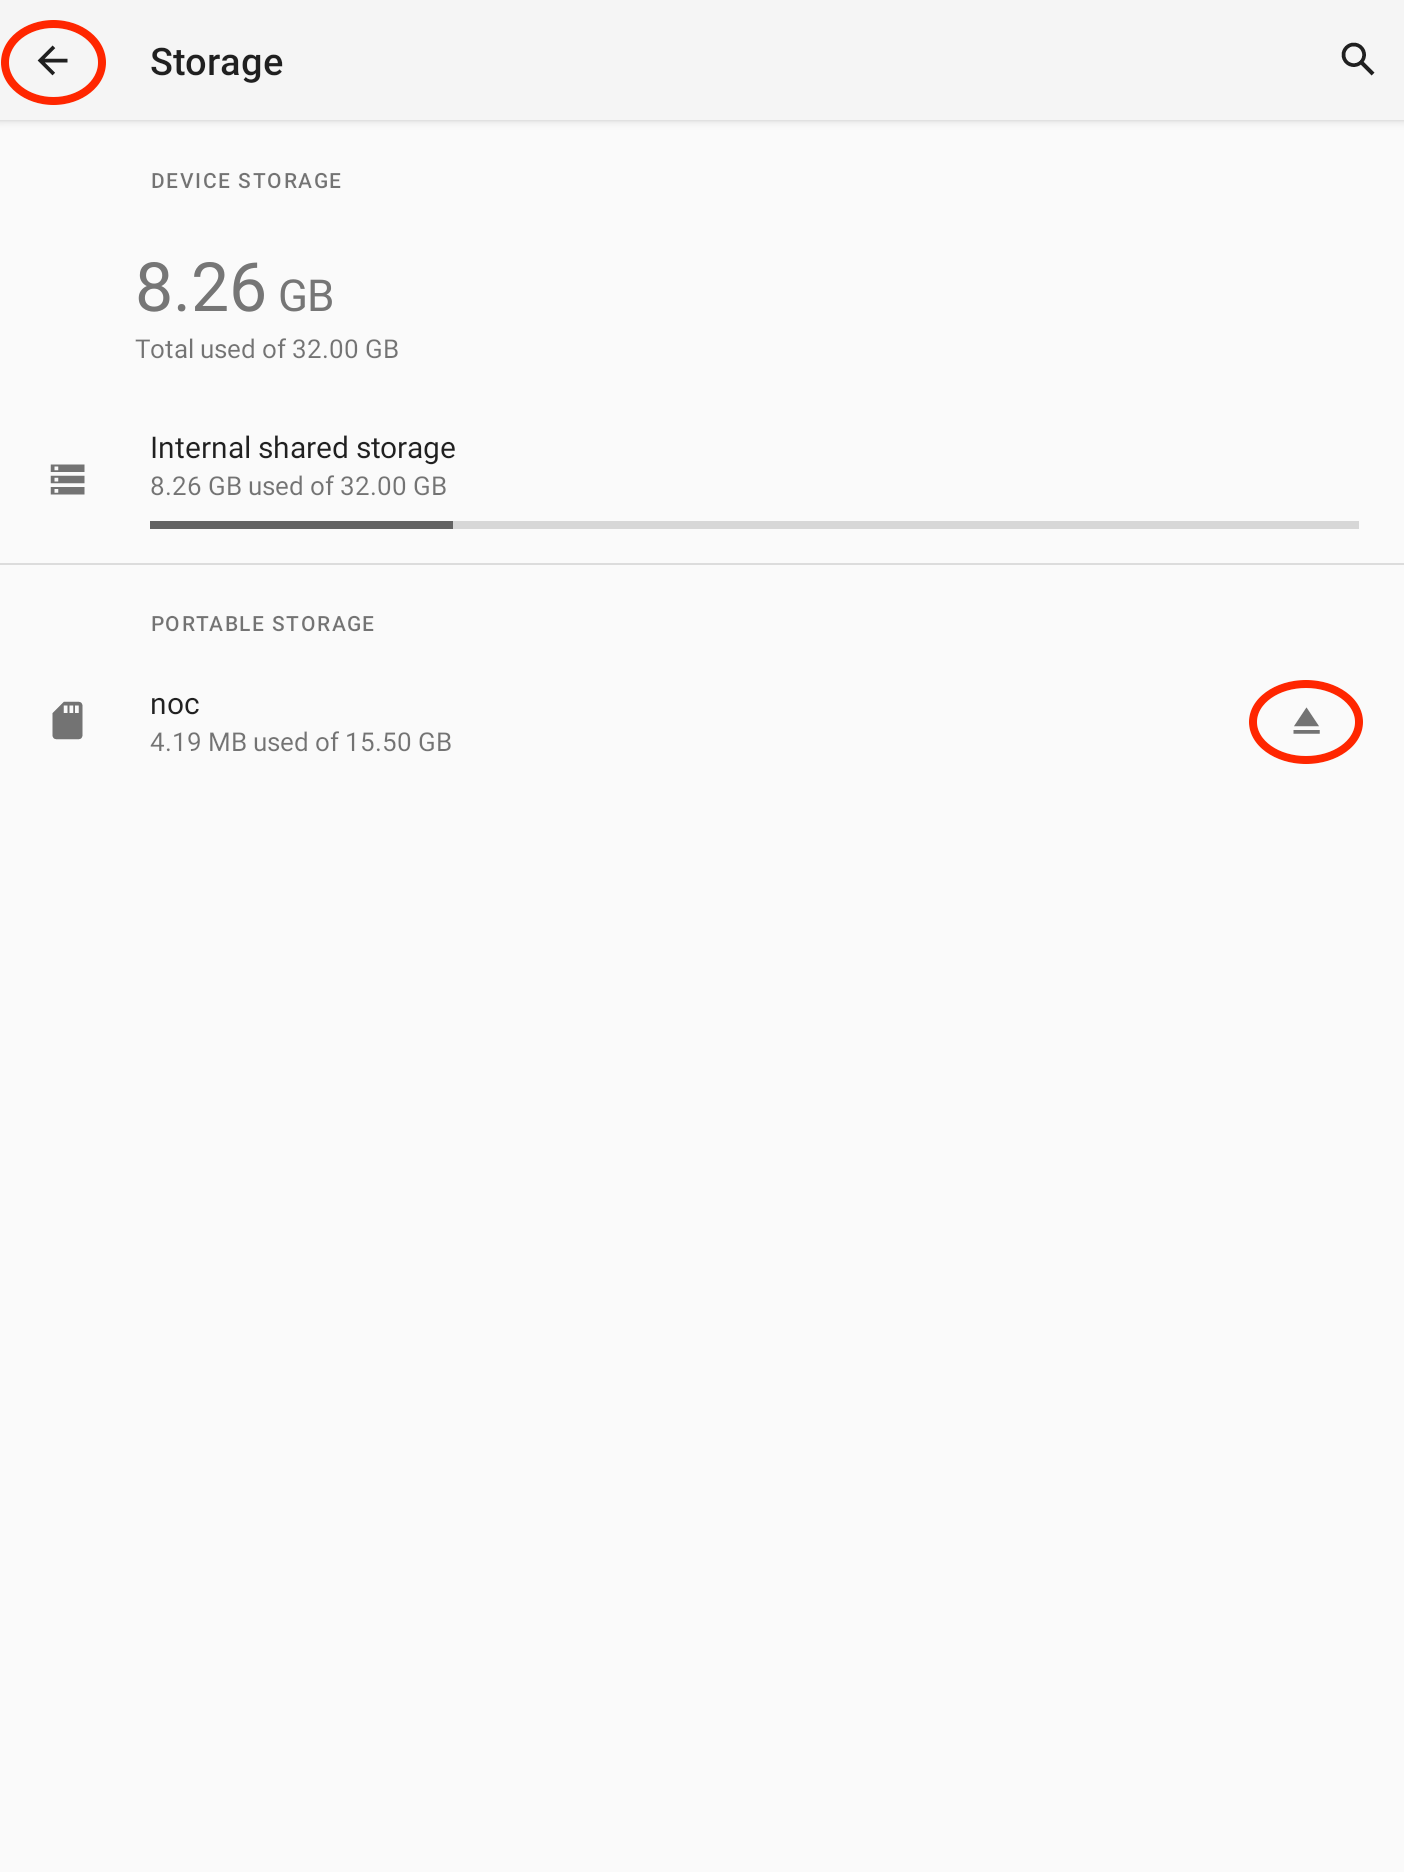 Storage
DEVICE STORAGE
8.26 GB
Total used of 32.00 GB
Internal shared storage
8.26 GB used of 32.00 GB
PORTABLE STORAGE
noc
4.19 MB used of 15.50 GB